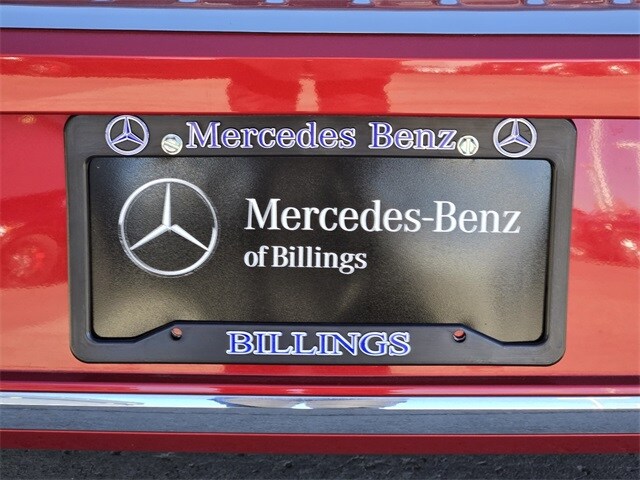 Mercedes Benz
Mercedes-Benz
of Billings
BILLINGS